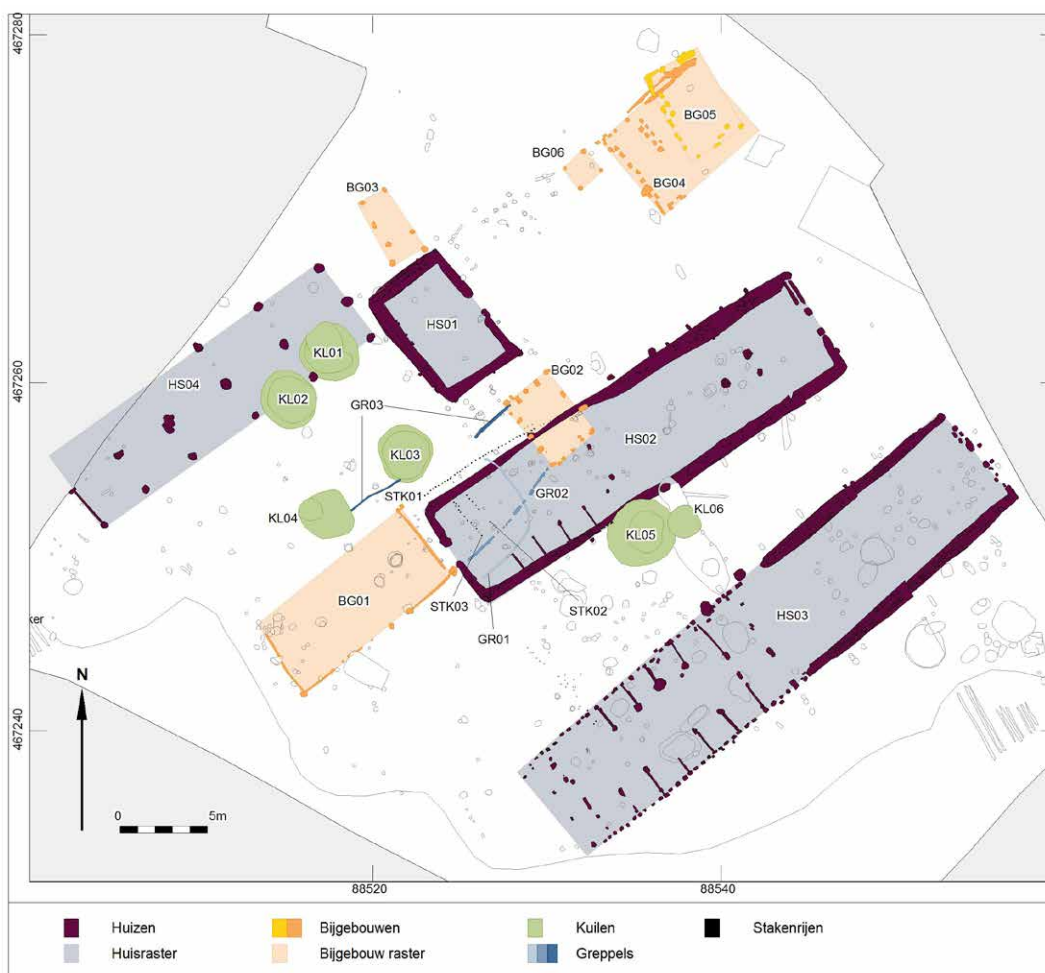 467280
BG05
BG06
BG04
BG03
HS01
467260
KL01
HS04
KL02
BG02
GR03
HS02
KL03
STK01
GR02
KL04
KL06
KL05
BG01
STK03
STK02
GR01
HS03
ker
N
467240
0 5m
88520 88540
Huizen Bijgebouwen Kuilen Stakenrijen
Huisraster Bijgebouw raster Greppels